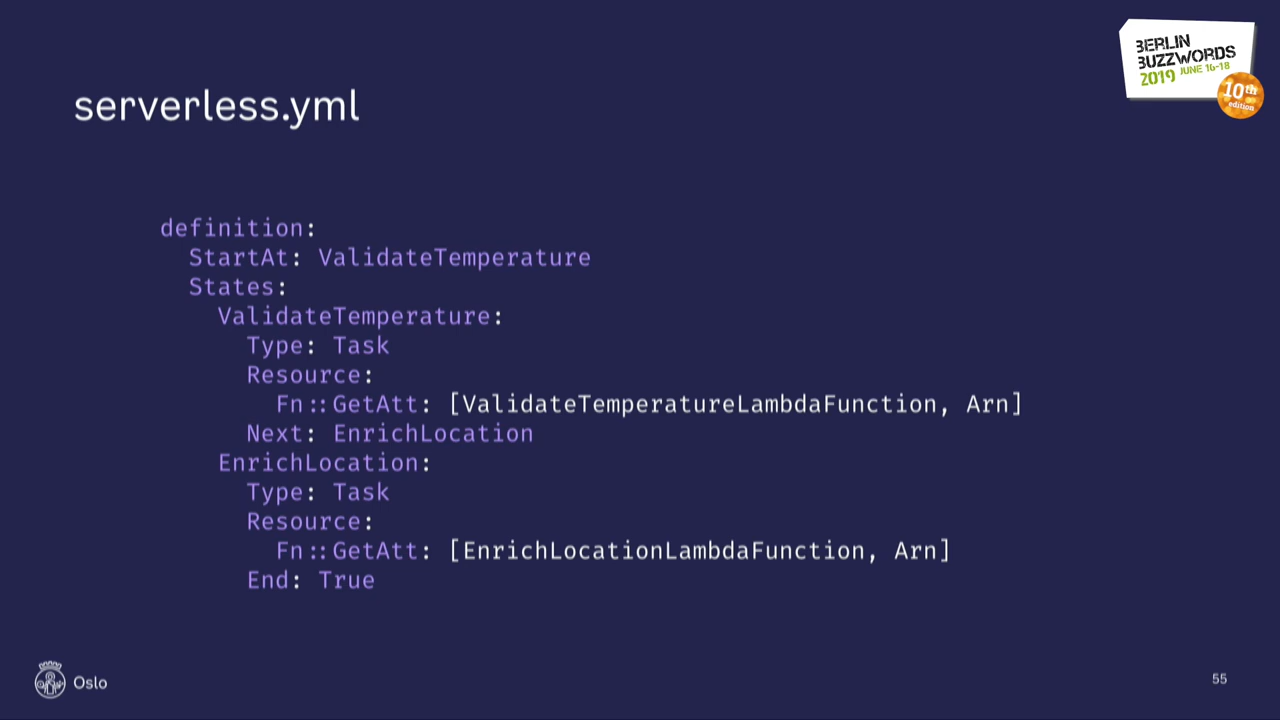 BERLIN
BUZZWORDS
2019 JUNE 16-18
10th
edition
serverless.yml
definition:
  StartAt: ValidateTemperature
  States:
    ValidateTemperature:
      Type: Task
      Resource:
        Fn::GetAtt: [ValidateTemperatureLambdaFunction, Arn]
      Next: EnrichLocation
    EnrichLocation:
      Type: Task
      Resource:
        Fn::GetAtt: [EnrichLocationLambdaFunction, Arn]
      End: True
Oslo
55